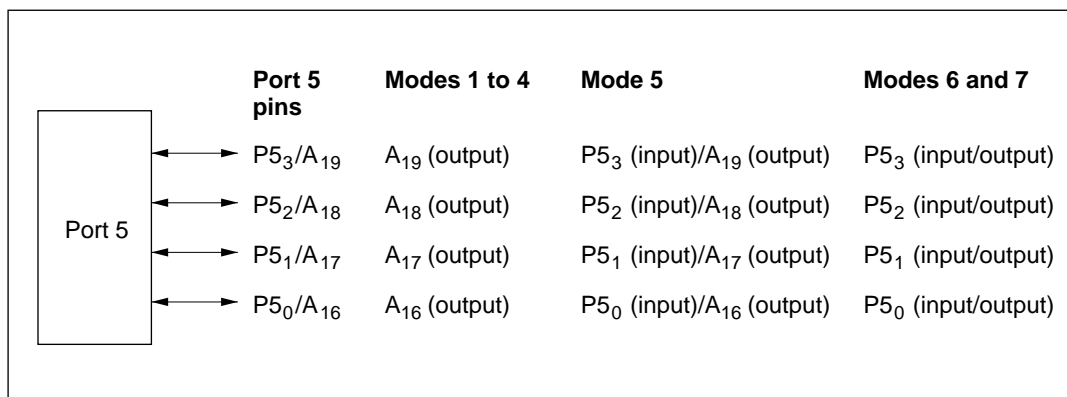 Port 5 pins Modes 1 to 4 Mode 5 Modes 6 and 7
P5₃/A₁₉ A₁₉ (output) P5₃ (input)/A₁₉ (output) P5₃ (input/output)
P5₂/A₁₈ A₁₈ (output) P5₂ (input)/A₁₈ (output) P5₂ (input/output)
Port 5
P5₁/A₁₇ A₁₇ (output) P5₁ (input)/A₁₇ (output) P5₁ (input/output)
P5₀/A₁₆ A₁₆ (output) P5₀ (input)/A₁₆ (output) P5₀ (input/output)